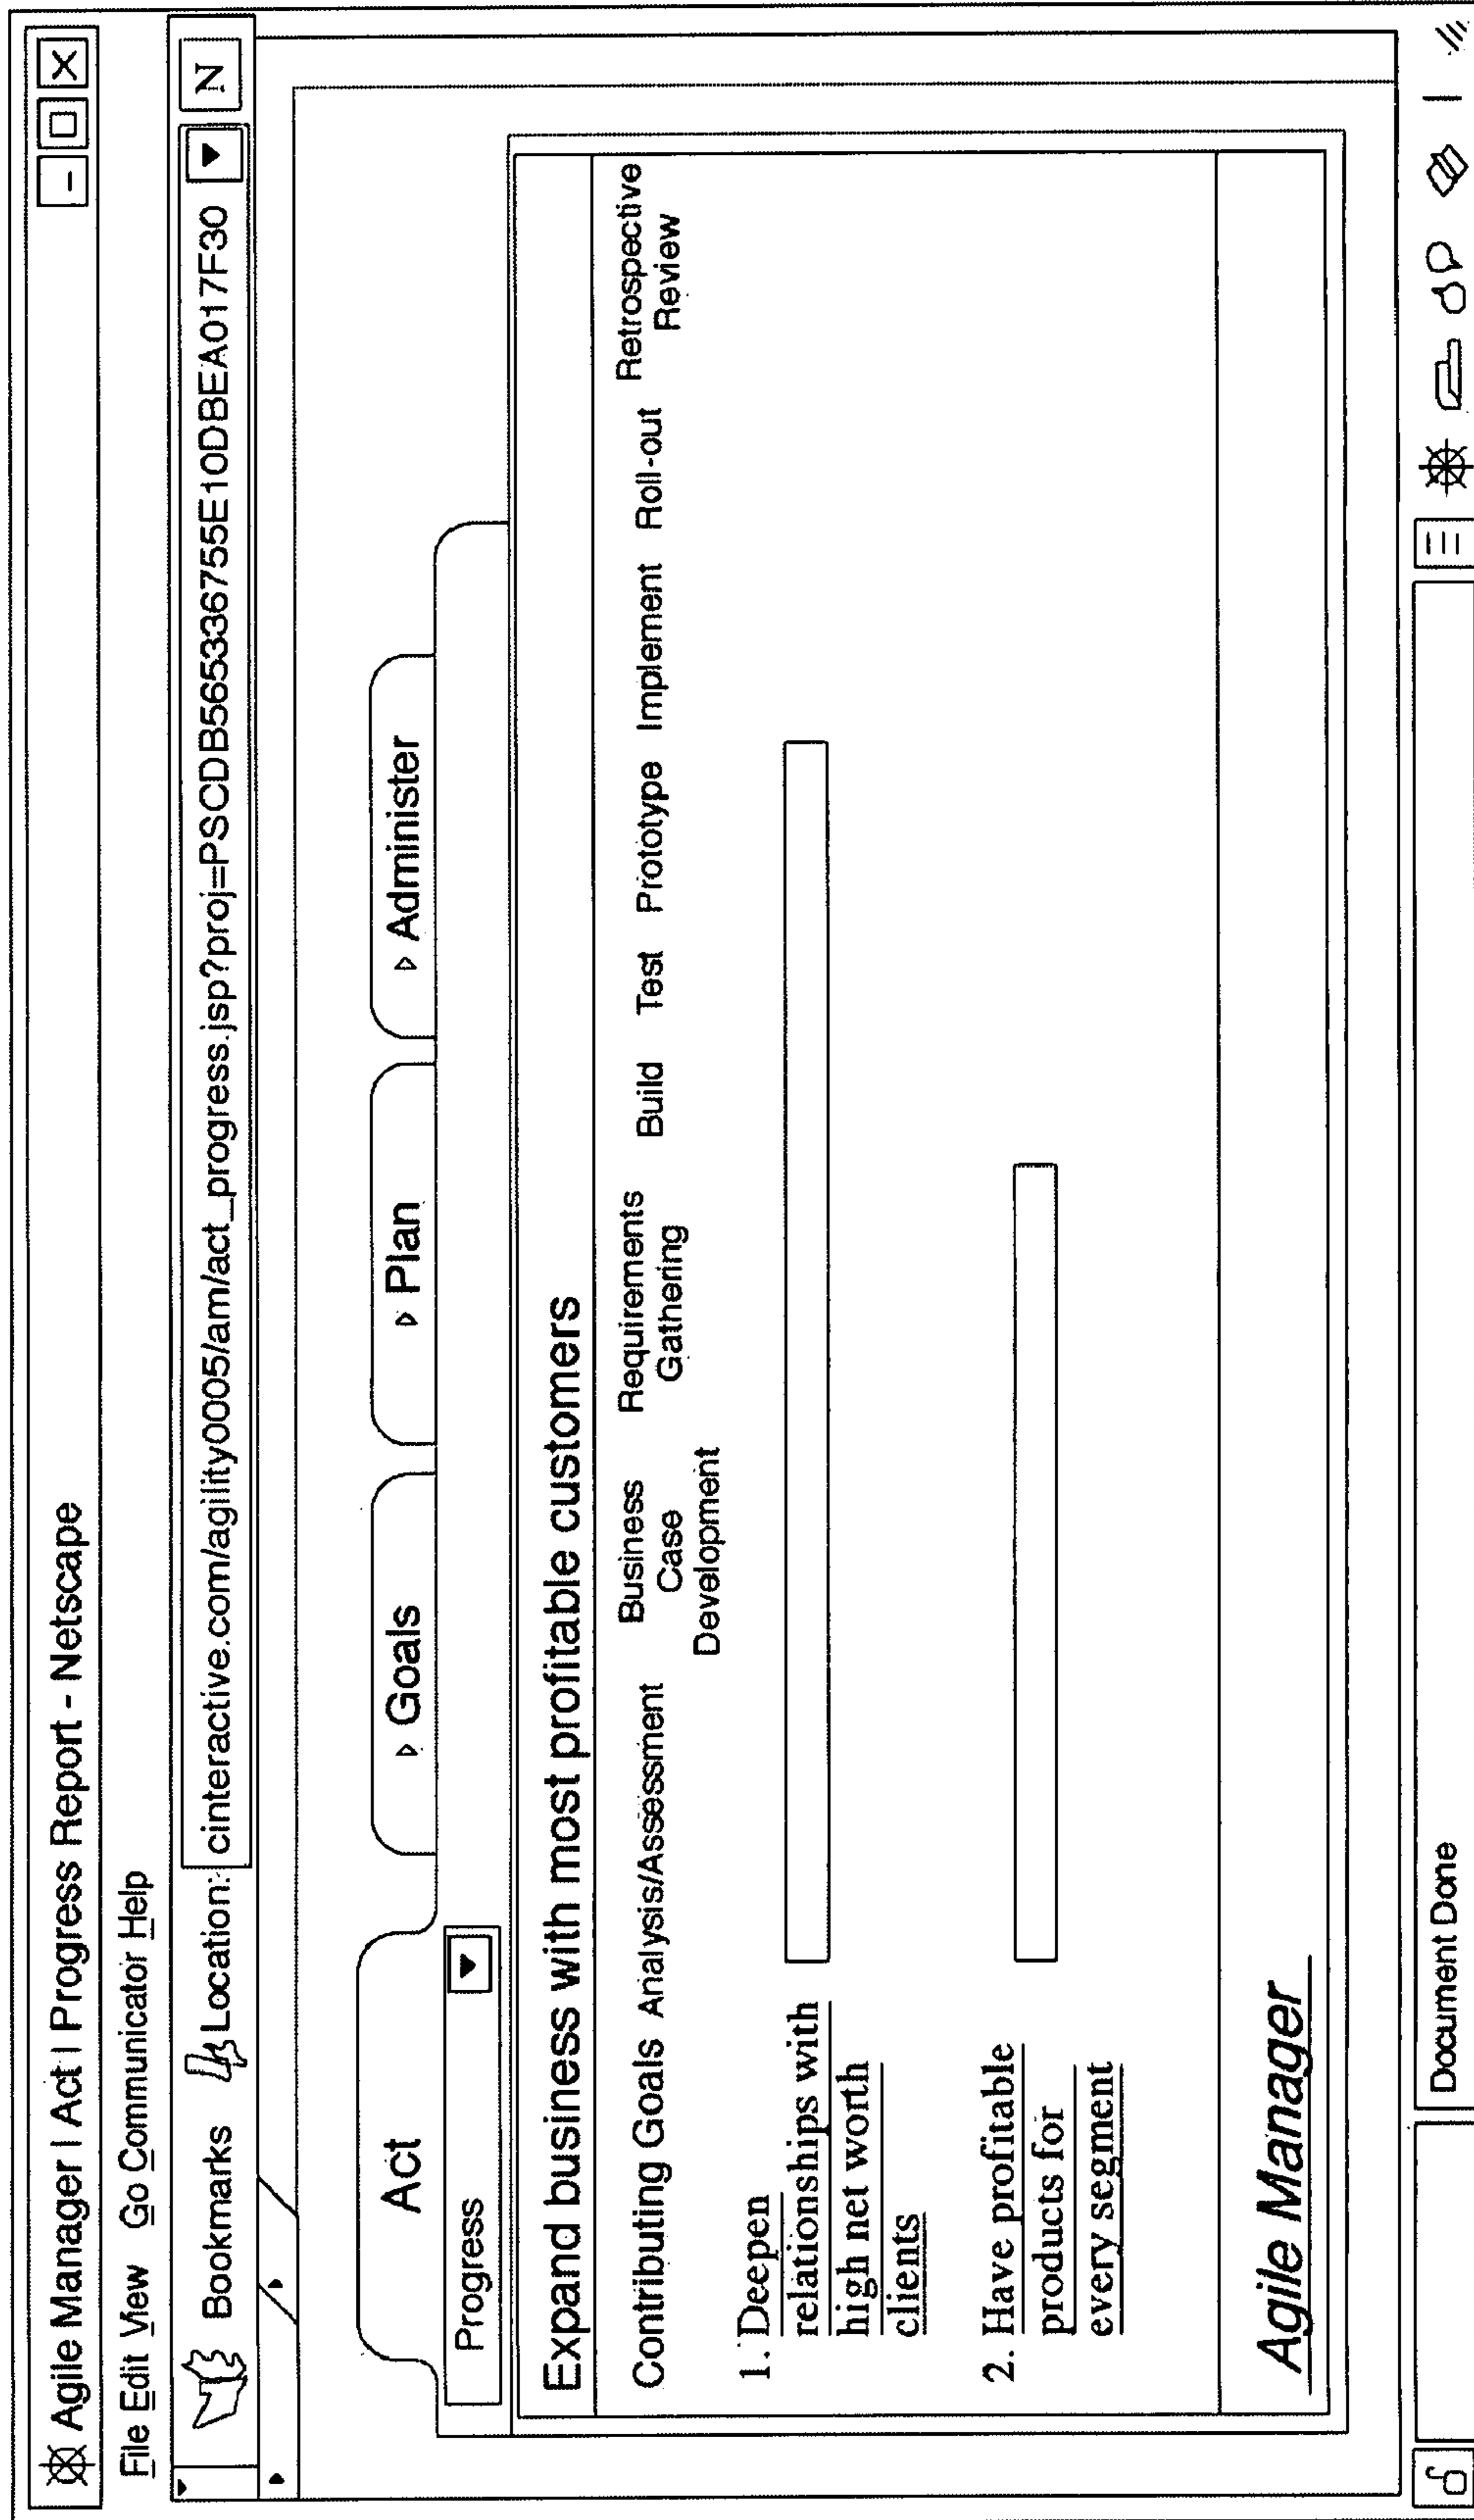 Agile Manager | Act | Progress Report - Netscape
File Edit View Go Communicator Help
Bookmarks Location: cinteractive.com/agility0005/am/act_progress.jsp?proj=PSCDB565336755E10DBEA017F30 N
Act Goals Plan Administer
Progress
Expand business with most profitable customers
Contributing Goals Analysis/Assessment Business Case Development Requirements Gathering Build Test Prototype Implement Roll-out Retrospective Review
1. Deepen
relationships with
high net worth
clients
2. Have profitable
products for
every segment
Agile Manager
Document Done